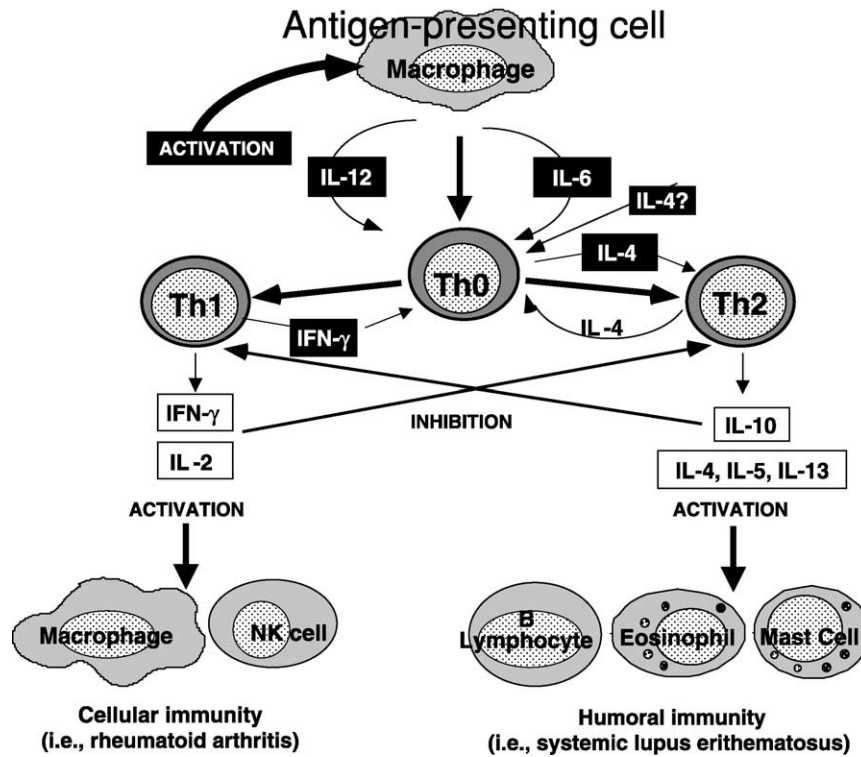 Antigen-presenting cell
Macrophage
ACTIVATION
IL-12
IL-6
IL-4?
IL-4
Th1
Th0
Th2
IFN-γ
IL-4
IFN-γ
INHIBITION
IL-10
IL-2
IL-4, IL-5, IL-13
ACTIVATION
ACTIVATION
Macrophage
NK cell
B
Lymphocyte
Eosinophil
Mast Cell
Cellular immunity
(i.e., rheumatoid arthritis)
Humoral immunity
(i.e., systemic lupus erithematosus)